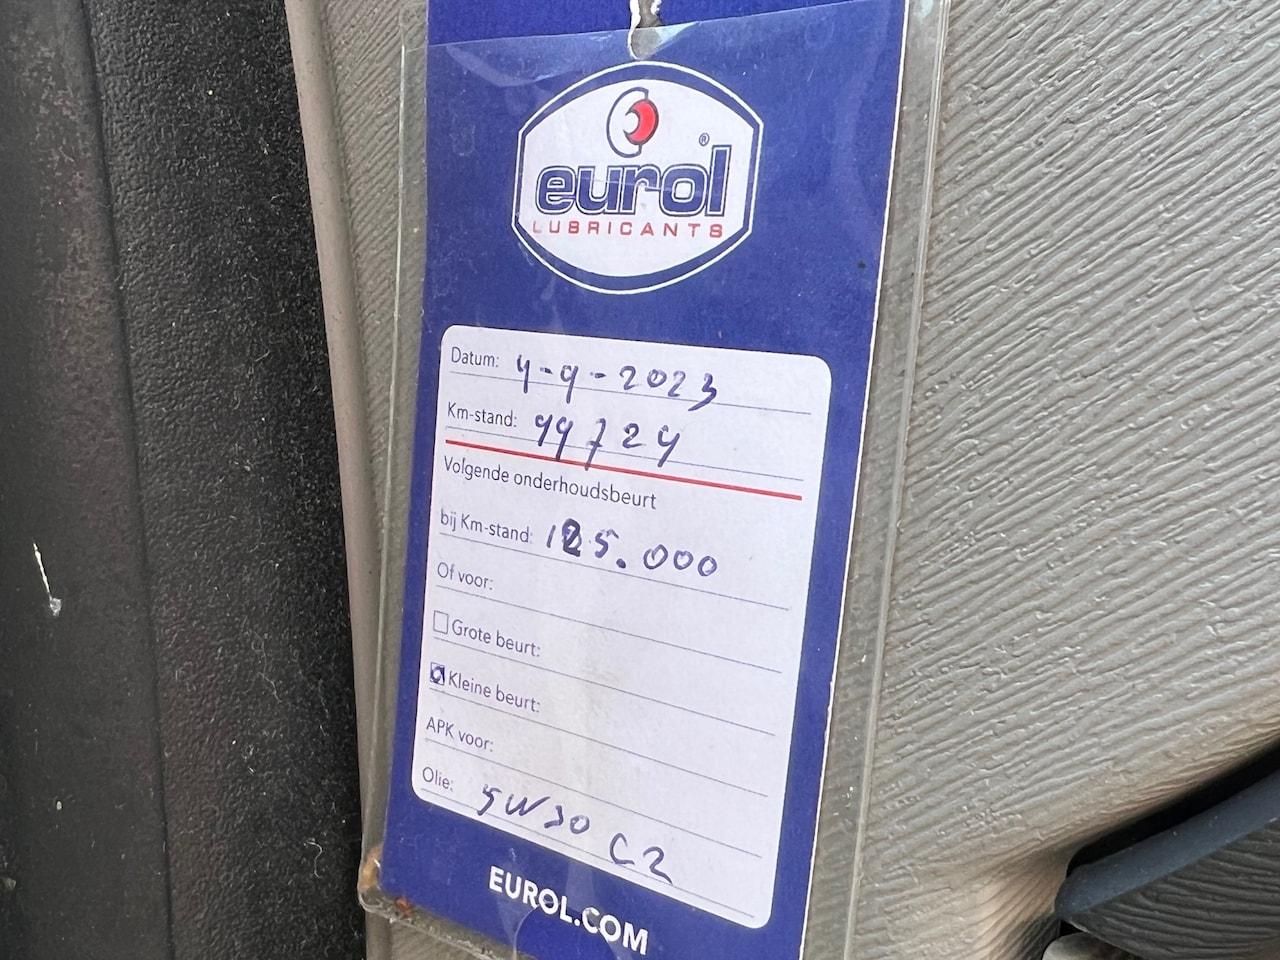 eurol®
LUBRICANTS
Datum: 4-9-2023
Km-stand: 99724
Volgende onderhoudsbeurt
bij Km-stand: 125.000
Of voor:
Grote beurt:
Kleine beurt:
APK voor:
Olie: 5W30 C2
EUROL.COM